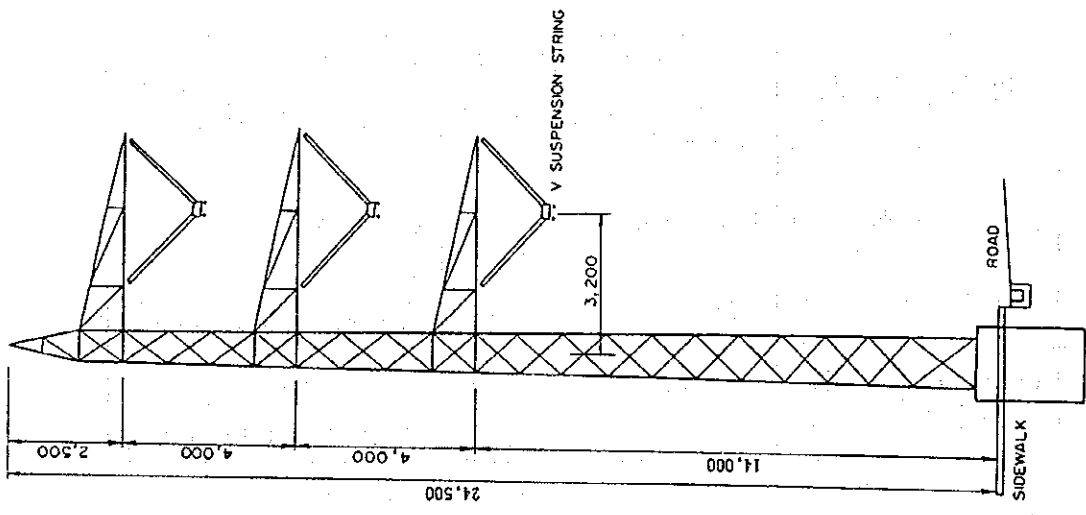 V SUSPENSION STRING
3,200
ROAD
SIDEWALK
2,500
4,000
4,000
14,000
24,500